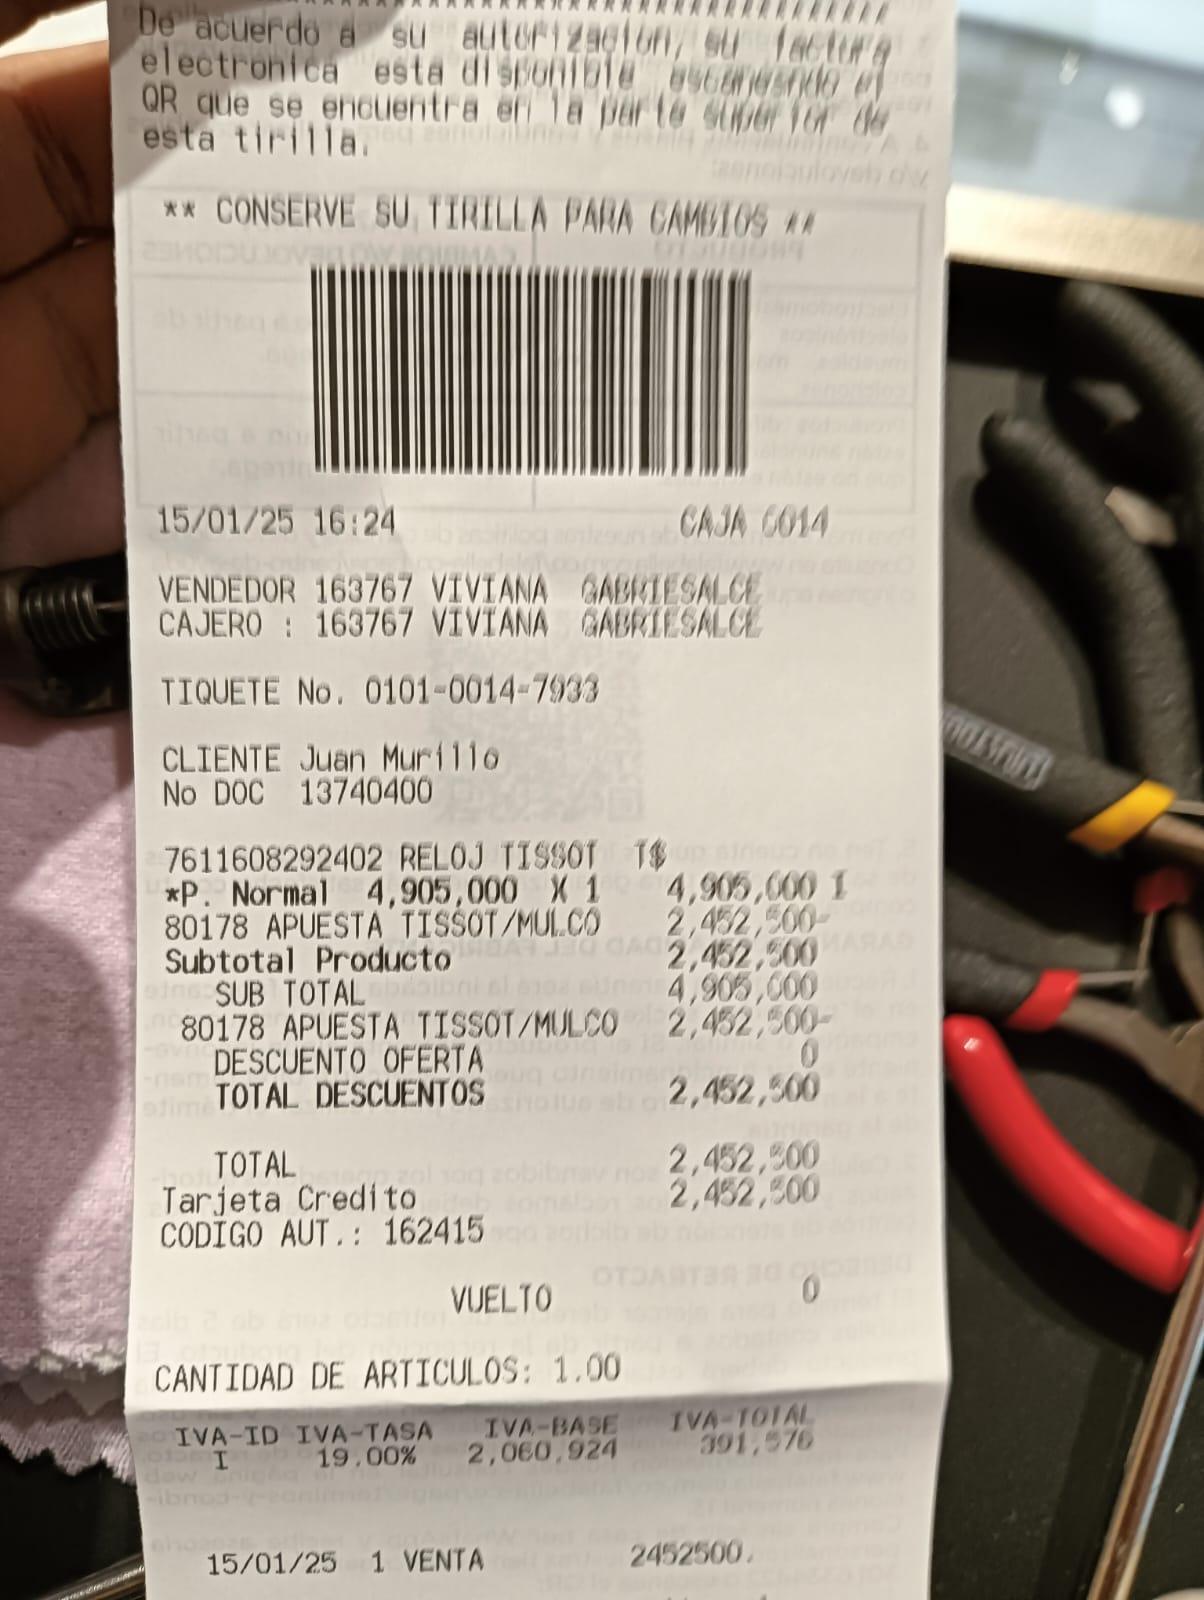 De acuerdo a su autorizacion, su factura
electronica esta disponible escaneando el
QR que se encuentra en la parte superior de
esta tirilla.
** CONSERVE SU TIRILLA PARA CAMBIOS **
15/01/25 16:24 CAJA 0014
VENDEDOR 163767 VIVIANA GABRIESALCE
CAJERO : 163767 VIVIANA GABRIESALCE
TIQUETE No. 0101-0014-7933
CLIENTE Juan Murillo
No DOC 13740400
7611608292402 RELOJ TISSOT T$
*P. Normal 4,905,000 X 1 4,905,000 I
80178 APUESTA TISSOT/MULCO 2,452,500-
Subtotal Producto 2,452,500
SUB TOTAL 4,905,000
80178 APUESTA TISSOT/MULCO 2,452,500-
DESCUENTO OFERTA 0
TOTAL DESCUENTOS 2,452,500
TOTAL 2,452,500
Tarjeta Credito 2,452,500
CODIGO AUT.: 162415
VUELTO 0
CANTIDAD DE ARTICULOS: 1.00
IVA-ID IVA-TASA IVA-BASE IVA-TOTAL
I 19.00% 2,060,924 391,576
15/01/25 1 VENTA 2452500.